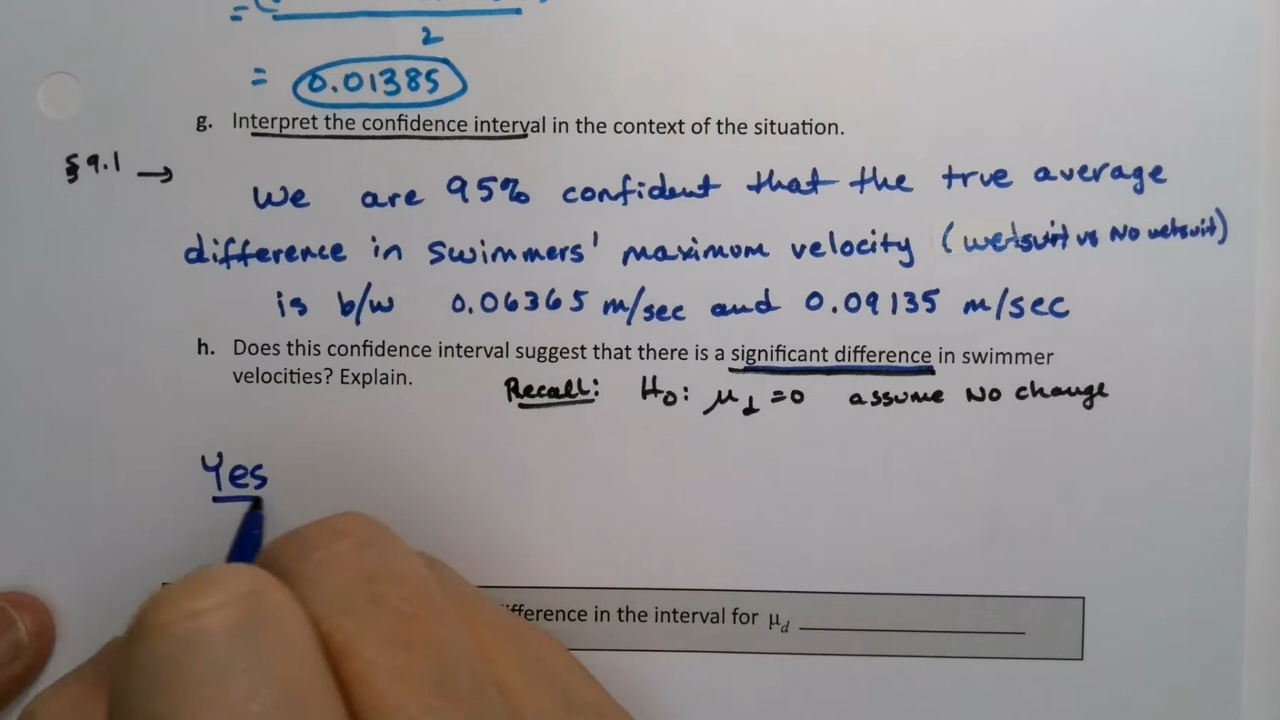 2
= 0.01385
g. Interpret the confidence interval in the context of the situation.
§ 9.1 →
We are 95% confident that the true average
difference in swimmers' maximum velocity (wetsuit vs No wetsuit)
is b/w 0.06365 m/sec and 0.09135 m/sec
h. Does this confidence interval suggest that there is a significant difference in swimmer
velocities? Explain.
Recall: H₀: μd = 0 assume No change
Yes
difference in the interval for μd